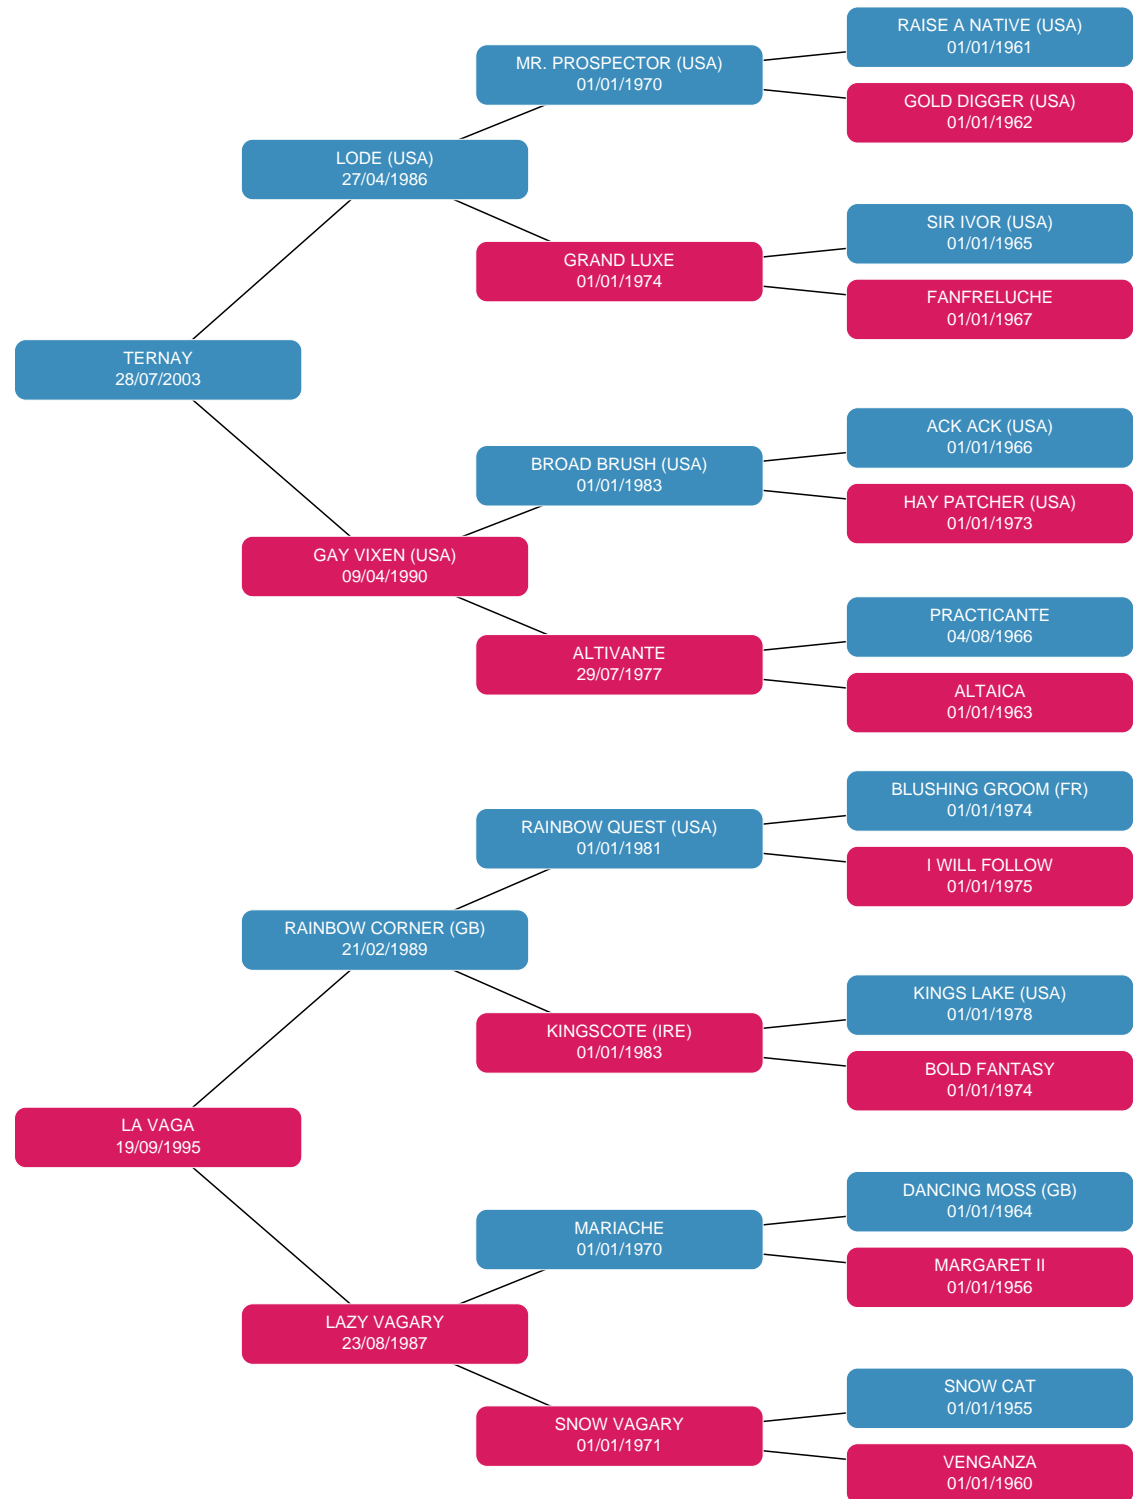 RAISE A NATIVE (USA)
01/01/1961
MR. PROSPECTOR (USA)
01/01/1970
GOLD DIGGER (USA)
01/01/1962
LODE (USA)
27/04/1986
SIR IVOR (USA)
01/01/1965
GRAND LUXE
01/01/1974
FANFRELUCHE
01/01/1967
TERNAY
28/07/2003
ACK ACK (USA)
01/01/1966
BROAD BRUSH (USA)
01/01/1983
HAY PATCHER (USA)
01/01/1973
GAY VIXEN (USA)
09/04/1990
PRACTICANTE
04/08/1966
ALTIVANTE
29/07/1977
ALTAICA
01/01/1963
BLUSHING GROOM (FR)
01/01/1974
RAINBOW QUEST (USA)
01/01/1981
I WILL FOLLOW
01/01/1975
RAINBOW CORNER (GB)
21/02/1989
KINGS LAKE (USA)
01/01/1978
KINGSCOTE (IRE)
01/01/1983
BOLD FANTASY
01/01/1974
LA VAGA
19/09/1995
DANCING MOSS (GB)
01/01/1964
MARIACHE
01/01/1970
MARGARET II
01/01/1956
LAZY VAGARY
23/08/1987
SNOW CAT
01/01/1955
SNOW VAGARY
01/01/1971
VENGANZA
01/01/1960